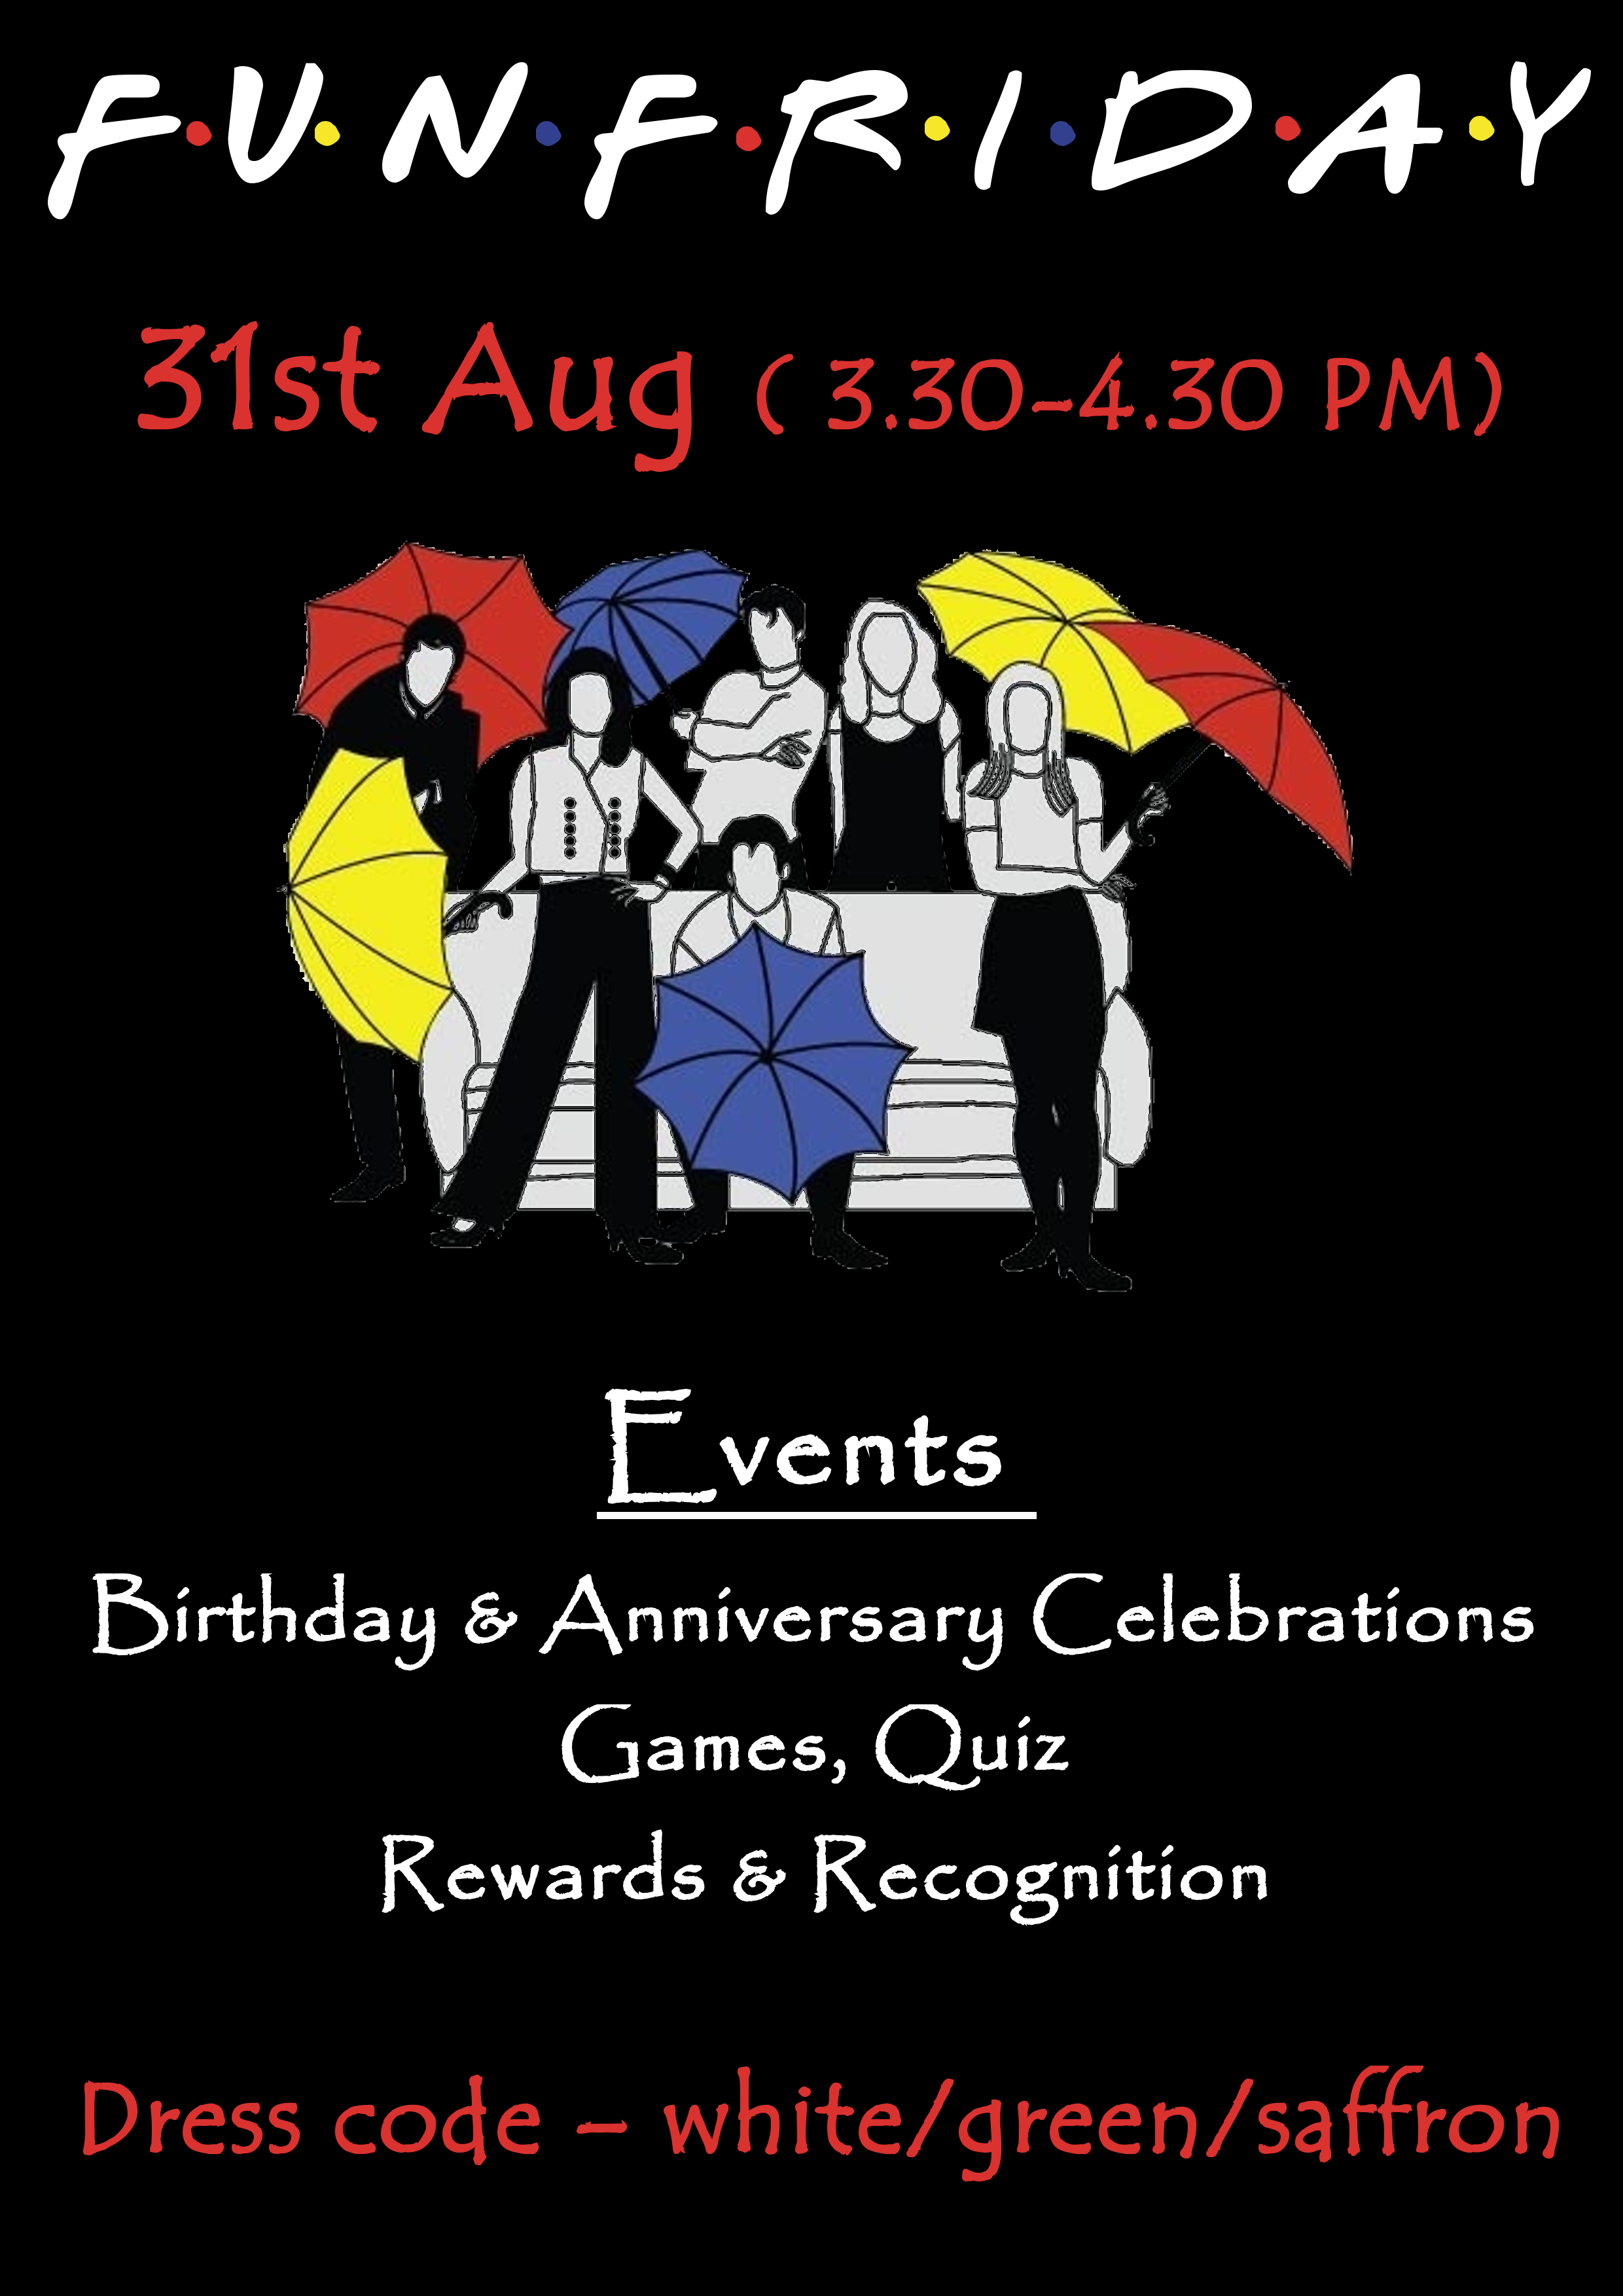 F·U·N·F·R·I·D·A·Y
31st Aug ( 3.30-4.30 PM)
Events
Birthday & Anniversary Celebrations
Games, Quiz
Rewards & Recognition
Dress code - white/green/saffron